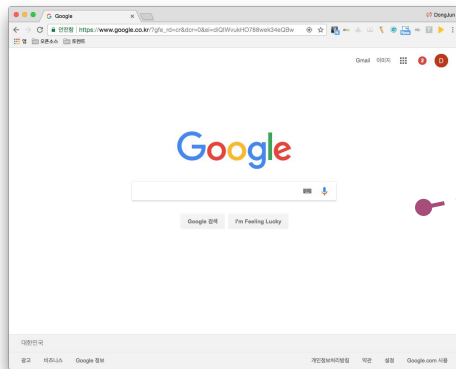 G Google
DongJun
안전함 | https://www.google.co.kr/?gfe_rd=cr&dcr=0&ei=
앱 오픈소스 토렌트
Gmail 이미지 2 D
Google
Google 검색 I'm Feeling Lucky
대한민국
광고 비즈니스 Google 정보 개인정보처리방침 약관 설정 Google.com 사용